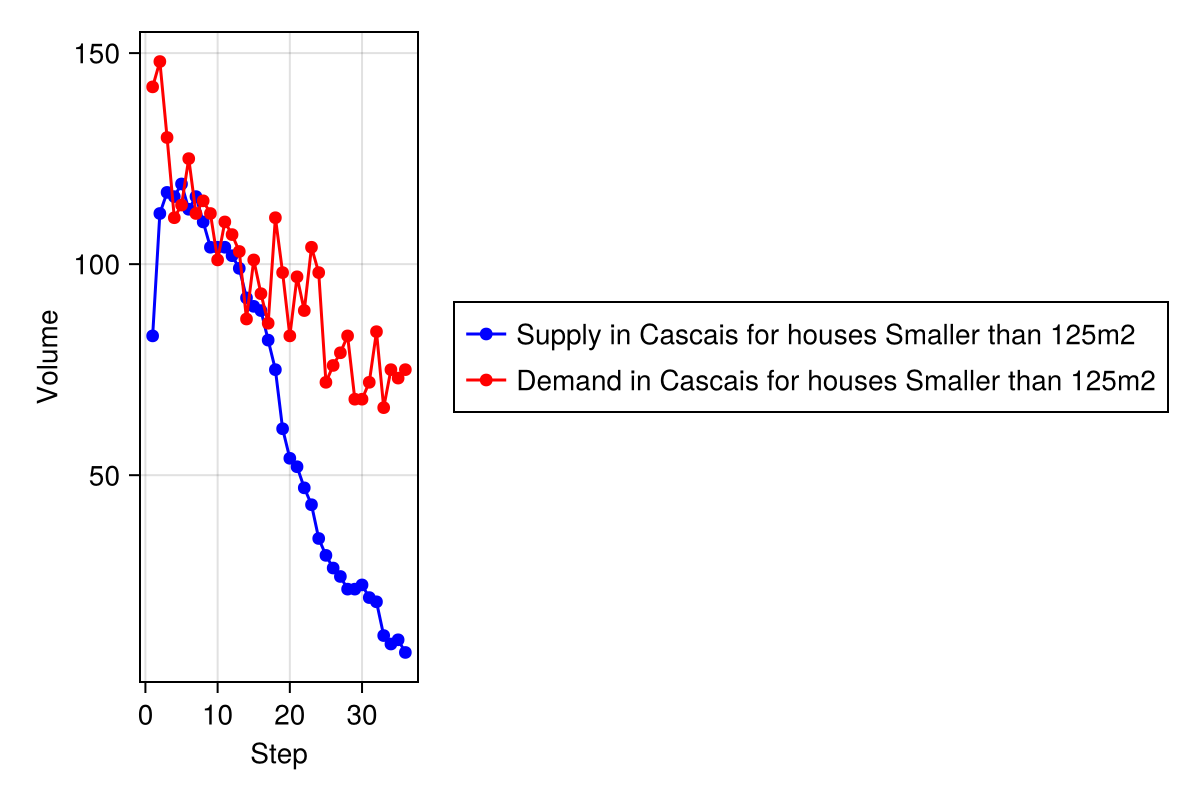 150
100
50
Volume
0 10 20 30
Step
Supply in Cascais for houses Smaller than 125m2
Demand in Cascais for houses Smaller than 125m2